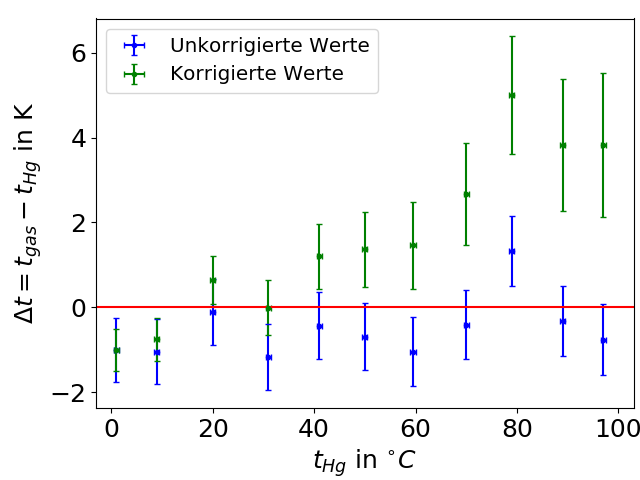 Unkorrigierte Werte
Korrigierte Werte
Δt = t_gas − t_Hg in K
6
4
2
0
−2
0 20 40 60 80 100
t_Hg in °C